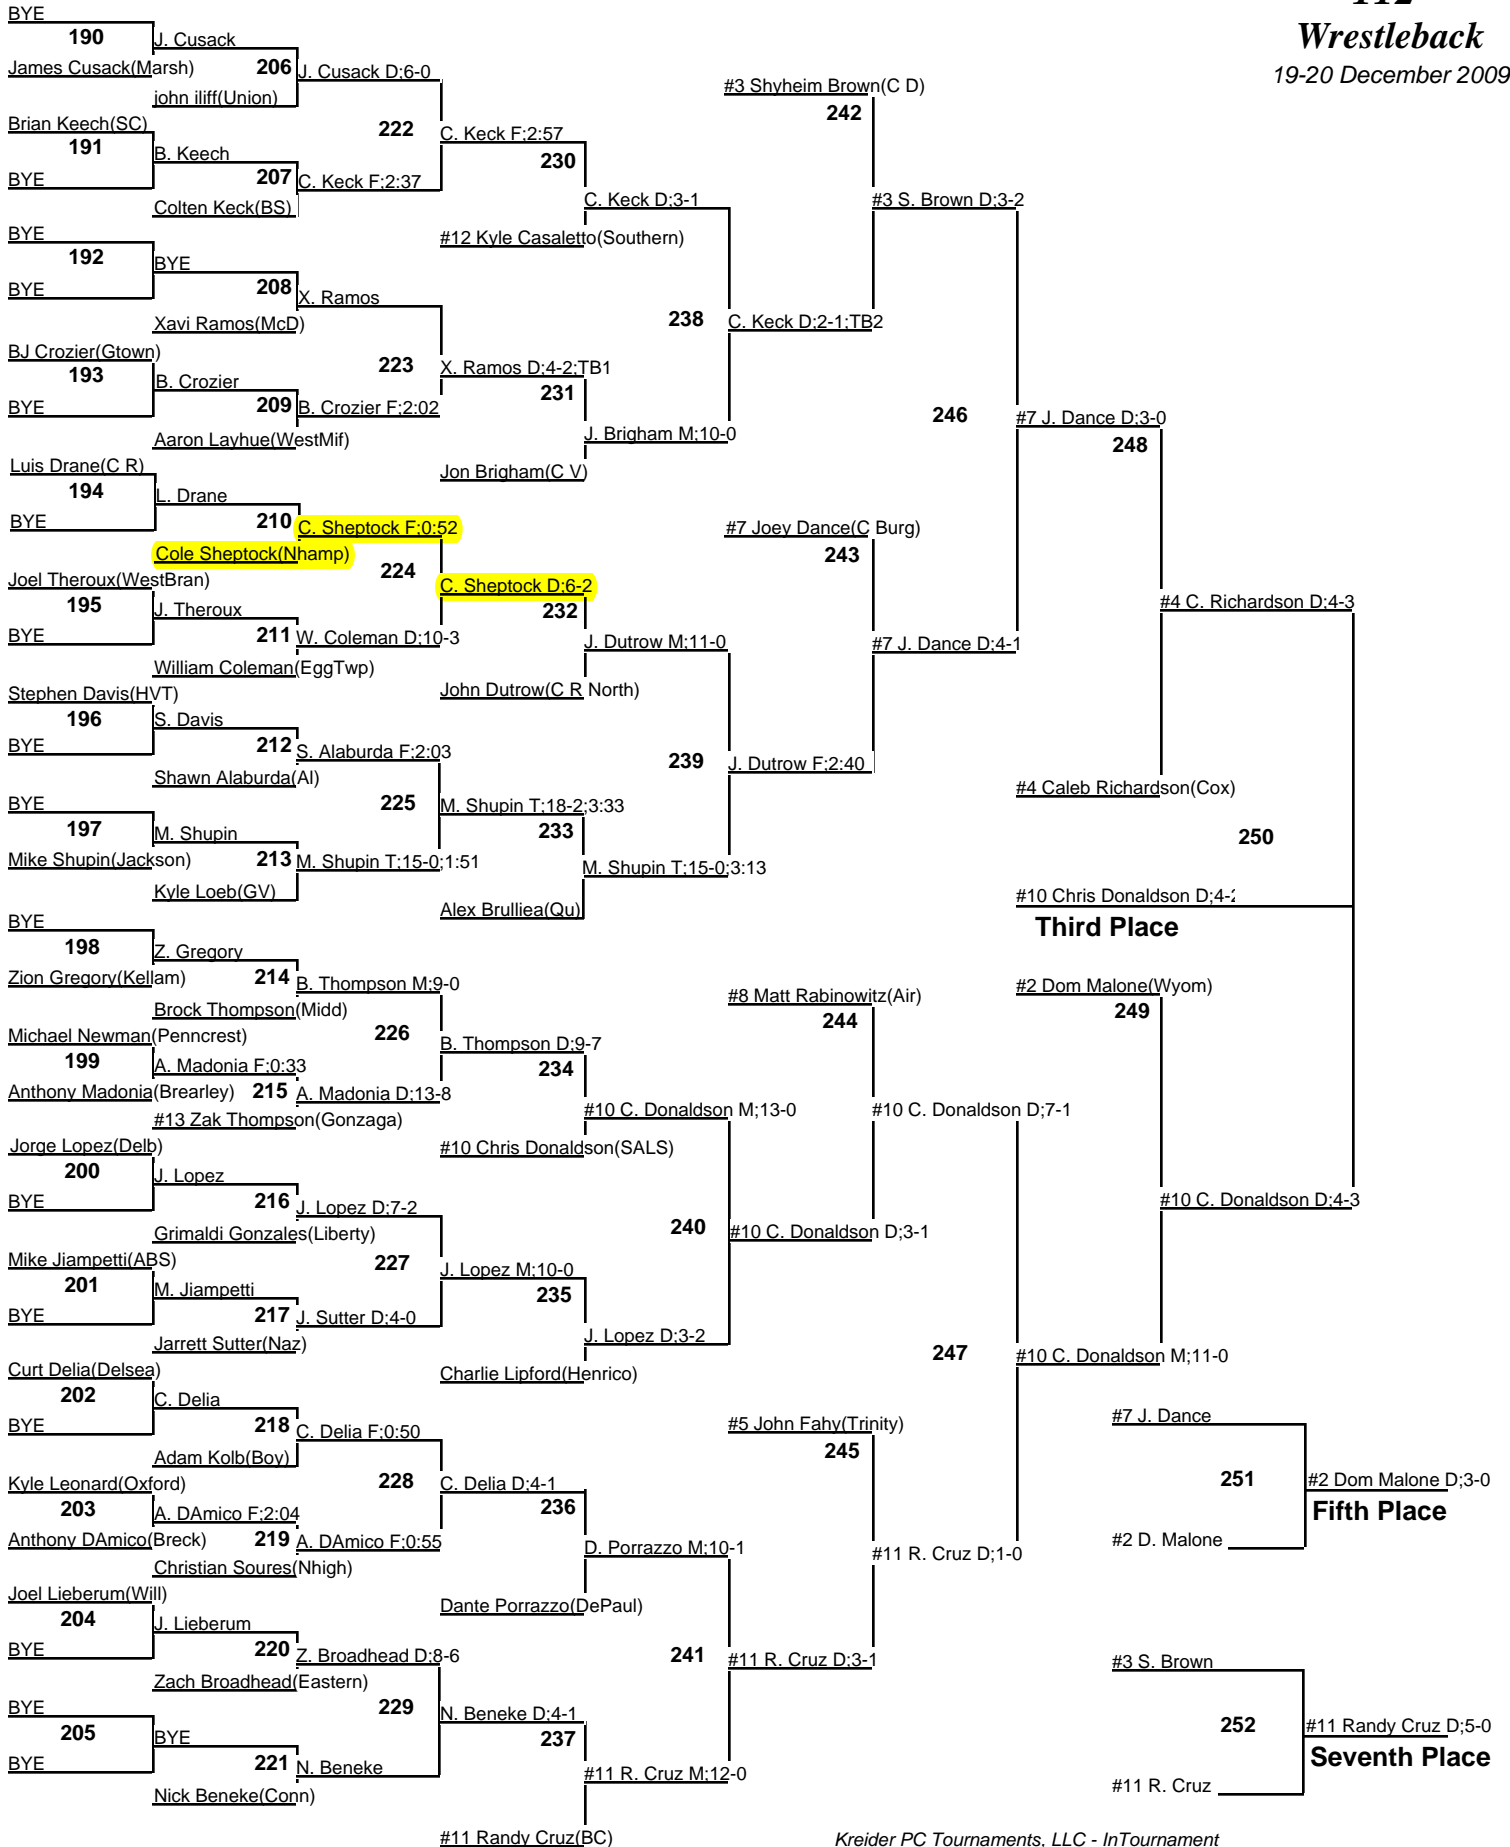 112
Wrestleback
19-20 December 2009
BYE
190
J. Cusack
James Cusack(Marsh)
206
J. Cusack D;6-0
john iliff(Union)
222
C. Keck F;2:57
Brian Keech(SC)
191
B. Keech
BYE
207
C. Keck F;2:37
Colten Keck(BS)
230
C. Keck D;3-1
#12 Kyle Casaletto(Southern)
BYE
192
BYE
BYE
208
X. Ramos
Xavi Ramos(McD)
223
X. Ramos D;4-2;TB1
BJ Crozier(Gtown)
193
B. Crozier
BYE
209
B. Crozier F;2:02
Aaron Layhue(WestMif)
231
J. Brigham M;10-0
Jon Brigham(C V)
238
C. Keck D;2-1;TB2
#3 Shyheim Brown(C D)
242
#3 S. Brown D;3-2
Luis Drane(C R)
194
L. Drane
BYE
210
C. Sheptock F;0:52
Cole Sheptock(Nhamp)
224
C. Sheptock D;6-2
Joel Theroux(WestBran)
195
J. Theroux
BYE
211
W. Coleman D;10-3
William Coleman(EggTwp)
232
J. Dutrow M;11-0
John Dutrow(C R North)
Stephen Davis(HVT)
196
S. Davis
BYE
212
S. Alaburda F;2:03
Shawn Alaburda(Al)
225
M. Shupin T;18-2;3:33
BYE
197
M. Shupin
Mike Shupin(Jackson)
213
M. Shupin T;15-0;1:51
Kyle Loeb(GV)
233
M. Shupin T;15-0;3:13
Alex Brulliea(Qu)
239
J. Dutrow F;2:40
#7 Joey Dance(C Burg)
243
#7 J. Dance D;4-1
246
#7 J. Dance D;3-0
248
#4 C. Richardson D;4-3
#4 Caleb Richardson(Cox)
250
#10 Chris Donaldson D;4-2
Third Place
BYE
198
Z. Gregory
Zion Gregory(Kellam)
214
B. Thompson M;9-0
Brock Thompson(Midd)
226
B. Thompson D;9-7
Michael Newman(Penncrest)
199
A. Madonia F;0:33
Anthony Madonia(Brearley)
215
A. Madonia D;13-8
#13 Zak Thompson(Gonzaga)
234
#10 C. Donaldson M;13-0
#10 Chris Donaldson(SALS)
Jorge Lopez(Delb)
200
J. Lopez
BYE
216
J. Lopez D;7-2
Grimaldi Gonzales(Liberty)
227
J. Lopez M;10-0
Mike Jiampetti(ABS)
201
M. Jiampetti
BYE
217
J. Sutter D;4-0
Jarrett Sutter(Naz)
235
J. Lopez D;3-2
Charlie Lipford(Henrico)
240
#10 C. Donaldson D;3-1
#8 Matt Rabinowitz(Air)
244
#10 C. Donaldson D;7-1
#2 Dom Malone(Wyom)
249
#10 C. Donaldson D;4-3
247
#10 C. Donaldson M;11-0
Curt Delia(Delsea)
202
C. Delia
BYE
218
C. Delia F;0:50
Adam Kolb(Boy)
228
C. Delia D;4-1
Kyle Leonard(Oxford)
203
A. DAmico F;2:04
Anthony DAmico(Breck)
219
A. DAmico F;0:55
Christian Soures(Nhigh)
236
D. Porrazzo M;10-1
Dante Porrazzo(DePaul)
Joel Lieberum(Will)
204
J. Lieberum
BYE
220
Z. Broadhead D;8-6
Zach Broadhead(Eastern)
229
N. Beneke D;4-1
BYE
205
BYE
BYE
221
N. Beneke
Nick Beneke(Conn)
237
#11 R. Cruz M;12-0
#11 Randy Cruz(BC)
241
#11 R. Cruz D;3-1
#5 John Fahy(Trinity)
245
#11 R. Cruz D;1-0
#7 J. Dance
251
#2 Dom Malone D;3-0
Fifth Place
#2 D. Malone
#3 S. Brown
252
#11 Randy Cruz D;5-0
Seventh Place
#11 R. Cruz
Kreider PC Tournaments, LLC - InTournament